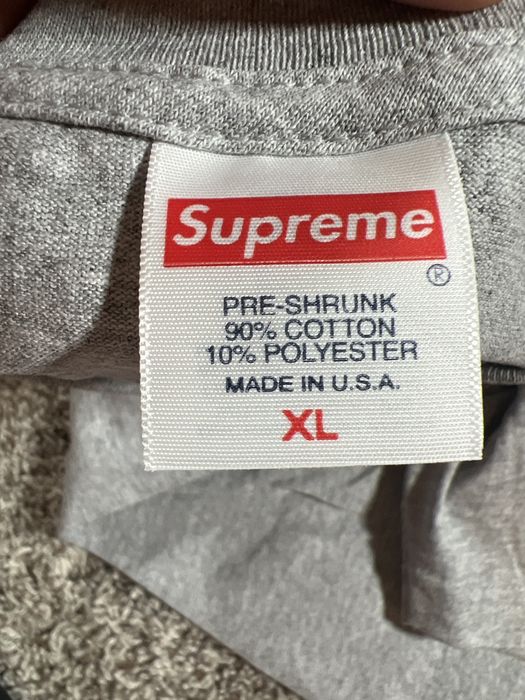 Supreme
®
PRE-SHRUNK
90% COTTON
10% POLYESTER
MADE IN U.S.A.
XL